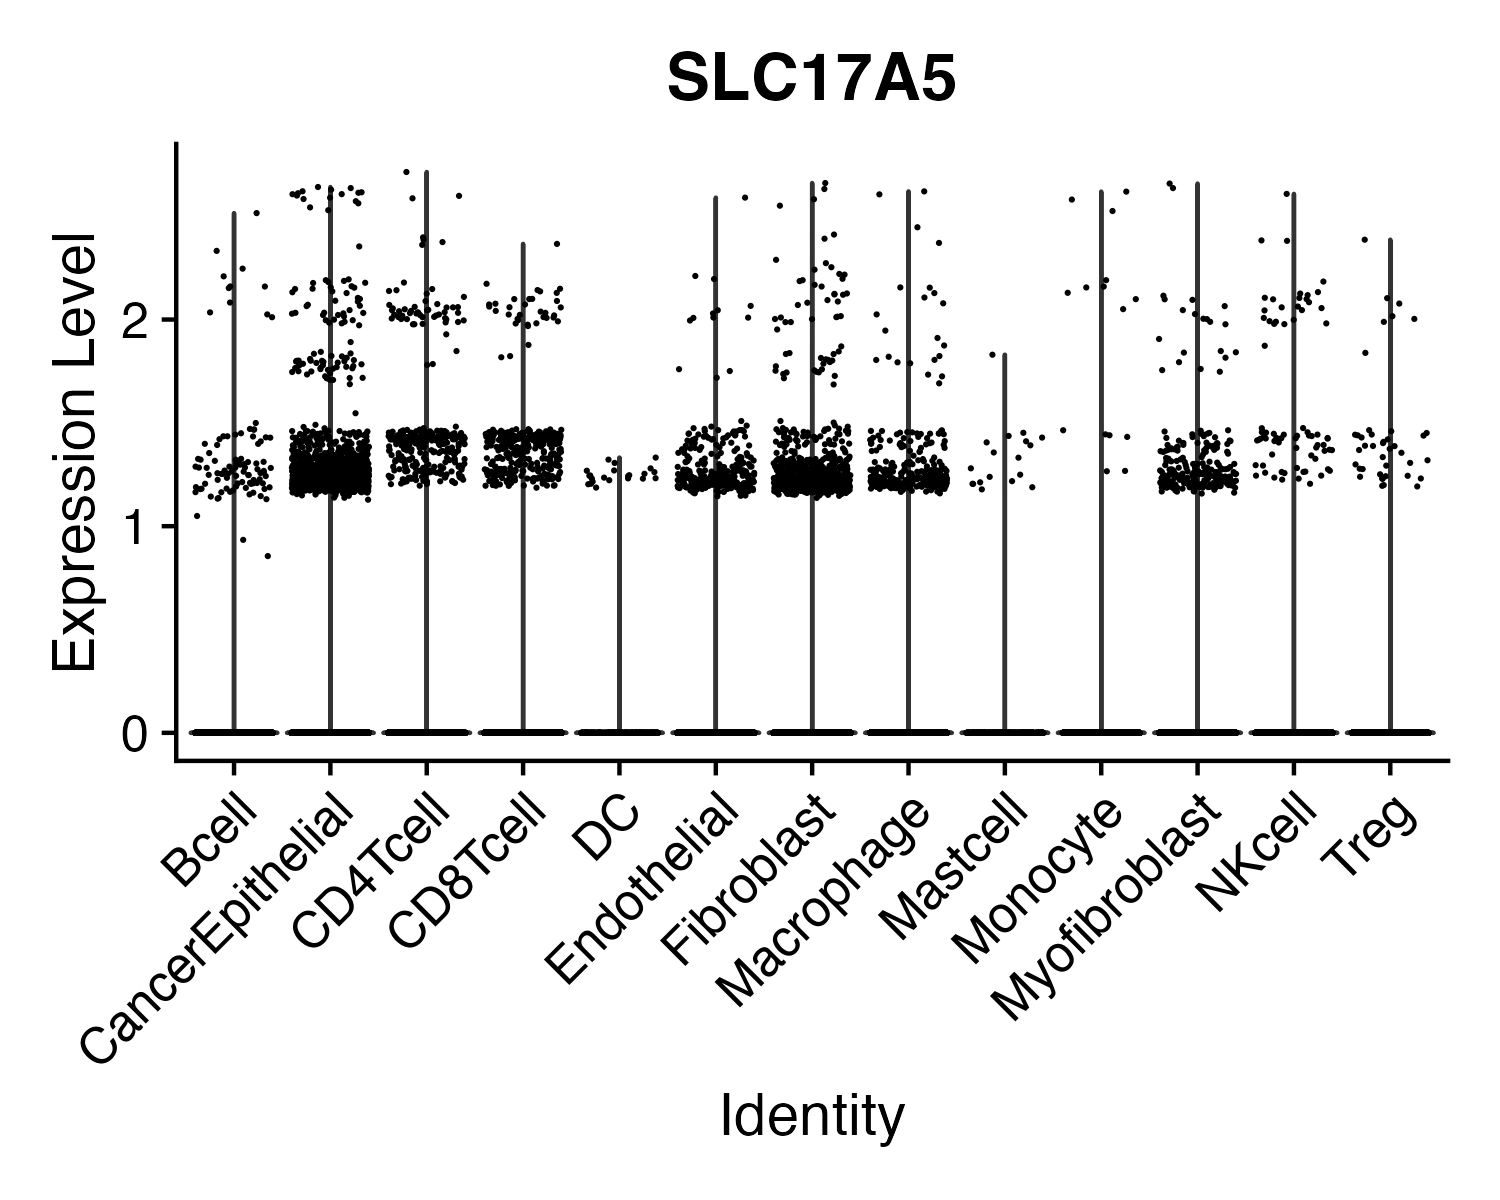 SLC17A5
Expression Level
2
1
0
Bcell
CancerEpithelial
CD4Tcell
CD8Tcell
DC
Endothelial
Fibroblast
Macrophage
Mastcell
Monocyte
Myofibroblast
NKcell
Treg
Identity